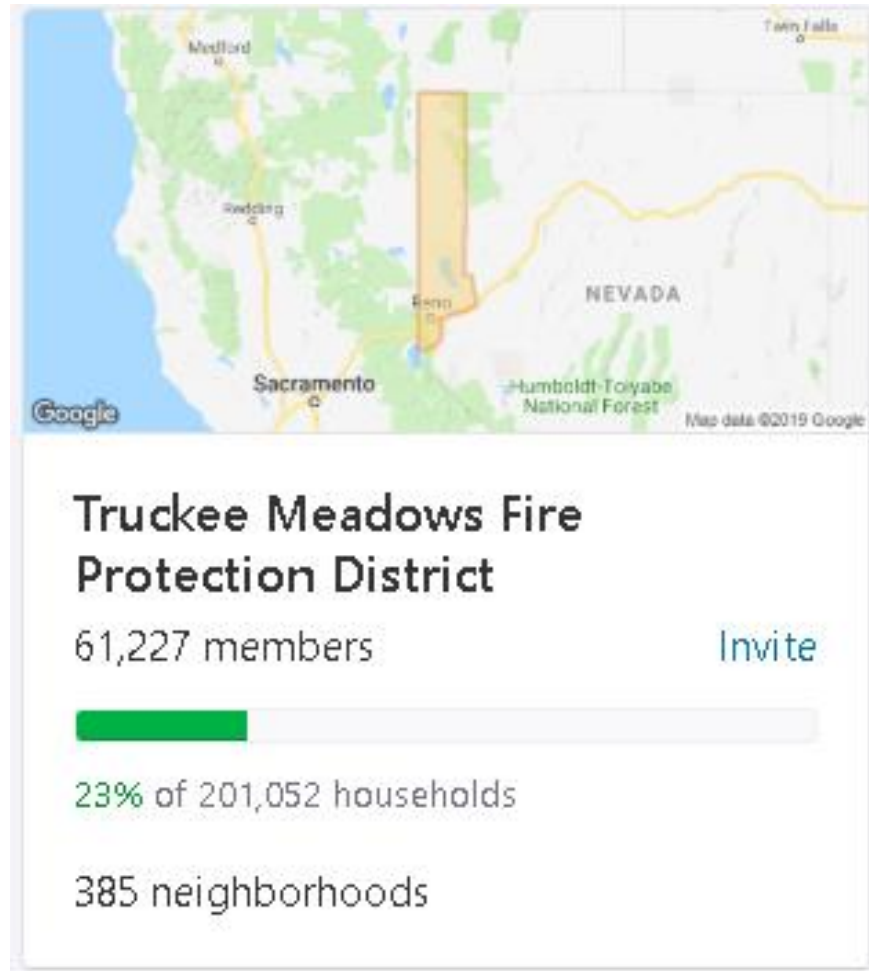 Twin Falls
Medford
Redding
Reno
NEVADA
Sacramento
Humboldt-Toiyabe
National Forest
Google
Map data ©2019 Google
Truckee Meadows Fire
Protection District
61,227 members
Invite
23% of 201,052 households
385 neighborhoods